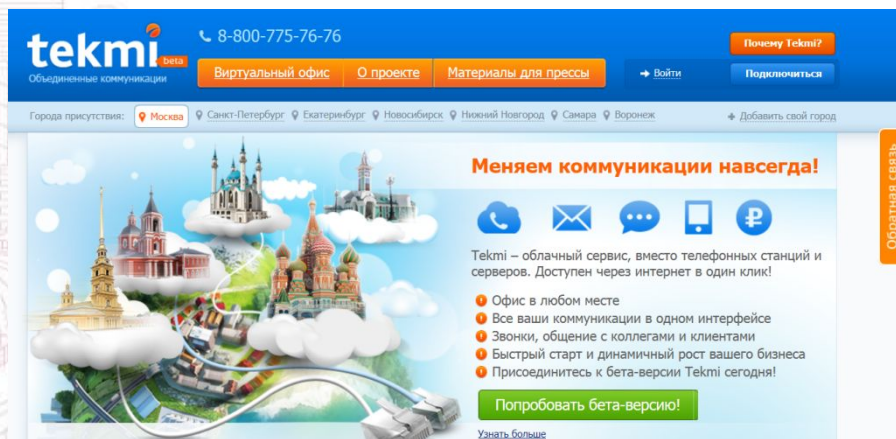 tekmi beta
Объединенные коммуникации
8-800-775-76-76
Виртуальный офис О проекте Материалы для прессы
Войти
Почему Tekmi?
Подключиться
Города присутствия: Москва Санкт-Петербург Екатеринбург Новосибирск Нижний Новгород Самара Воронеж
Добавить свой город
Обратная связь
Меняем коммуникации навсегда!
Tekmi – облачный сервис, вместо телефонных станций и
серверов. Доступен через интернет в один клик!
Офис в любом месте
Все ваши коммуникации в одном интерфейсе
Звонки, общение с коллегами и клиентами
Быстрый старт и динамичный рост вашего бизнеса
Присоединитесь к бета-версии Tekmi сегодня!
Попробовать бета-версию!
Узнать больше